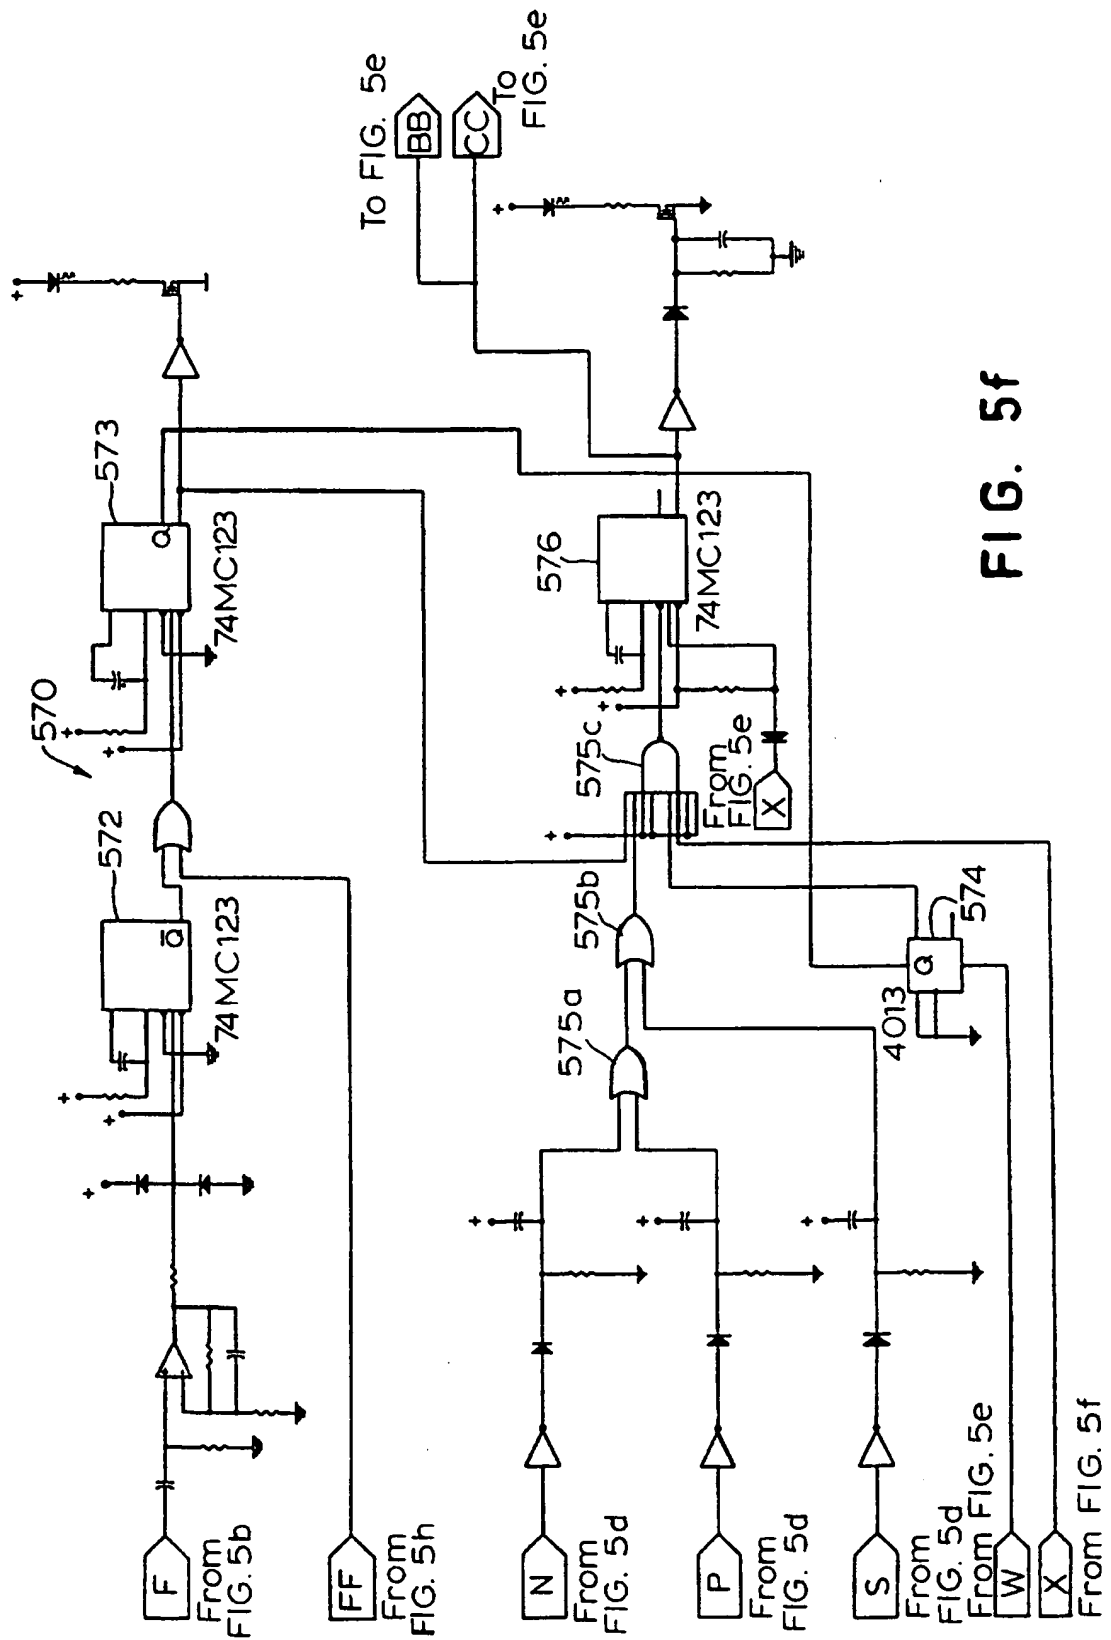 F
From
FIG. 5b
FF
From
FIG. 5h
N
From
FIG. 5d
P
From
FIG. 5d
S
From
FIG. 5d
From FIG. 5e
W
X
From FIG. 5f
570
572
Q
74MC123
573
Q
74MC123
575a
575b
575c
4013
Q
574
From
FIG. 5e
X
576
74MC123
To FIG. 5e
BB
CC
To
FIG. 5e
+
+
+
+
+
+
+
+
+
+
+
+
+
FIG. 5f